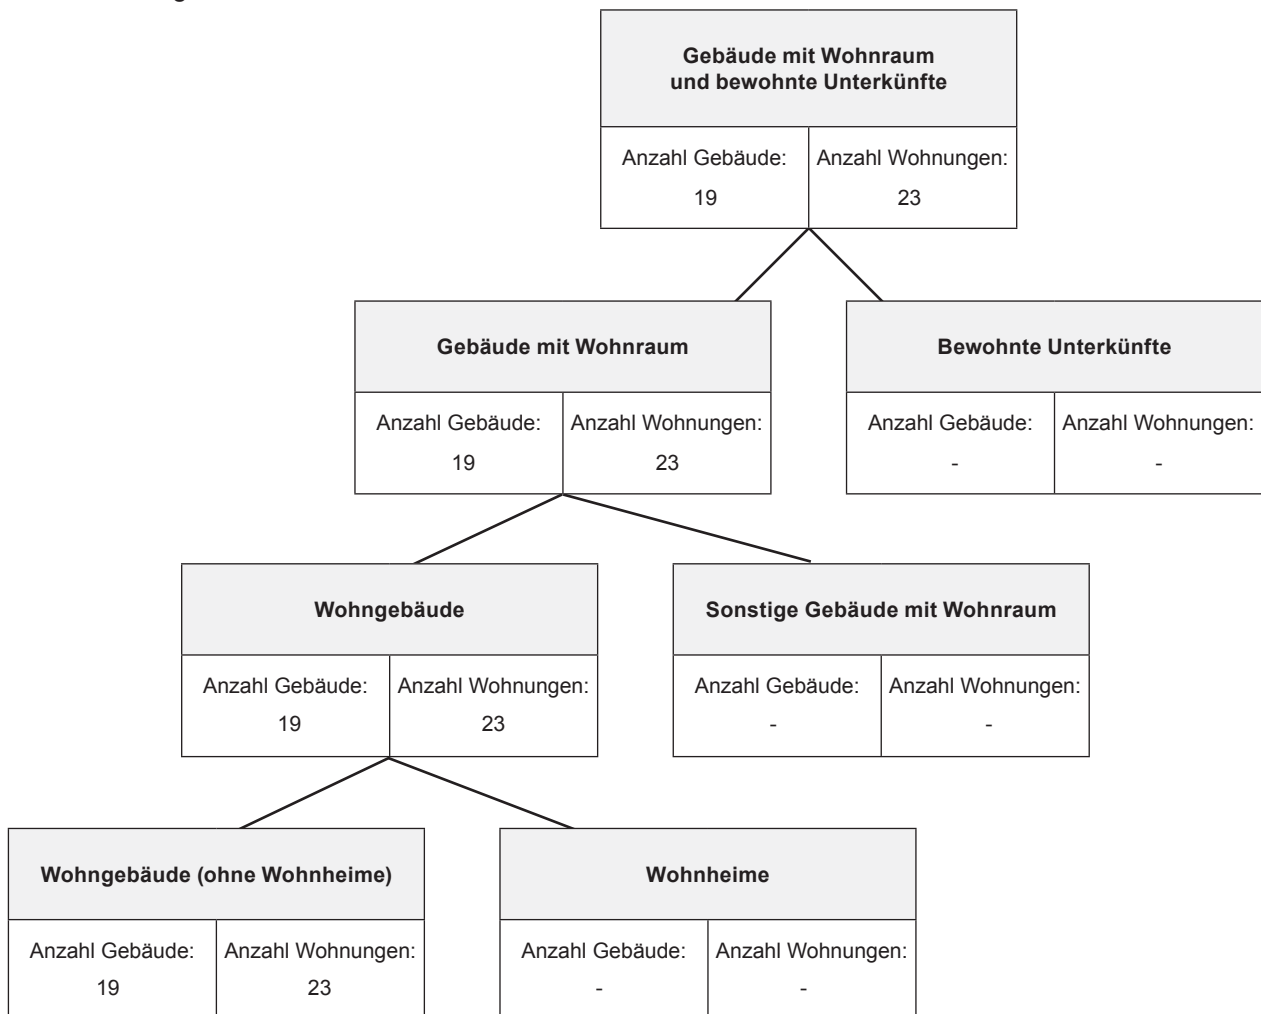 Gebäude mit Wohnraum
und bewohnte Unterkünfte
Anzahl Gebäude: Anzahl Wohnungen:
19 23
Gebäude mit Wohnraum
Bewohnte Unterkünfte
Anzahl Gebäude: Anzahl Wohnungen:
19 23
Anzahl Gebäude: Anzahl Wohnungen:
- -
Wohngebäude
Sonstige Gebäude mit Wohnraum
Anzahl Gebäude: Anzahl Wohnungen:
19 23
Anzahl Gebäude: Anzahl Wohnungen:
- -
Wohngebäude (ohne Wohnheime)
Wohnheime
Anzahl Gebäude: Anzahl Wohnungen:
19 23
Anzahl Gebäude: Anzahl Wohnungen:
- -